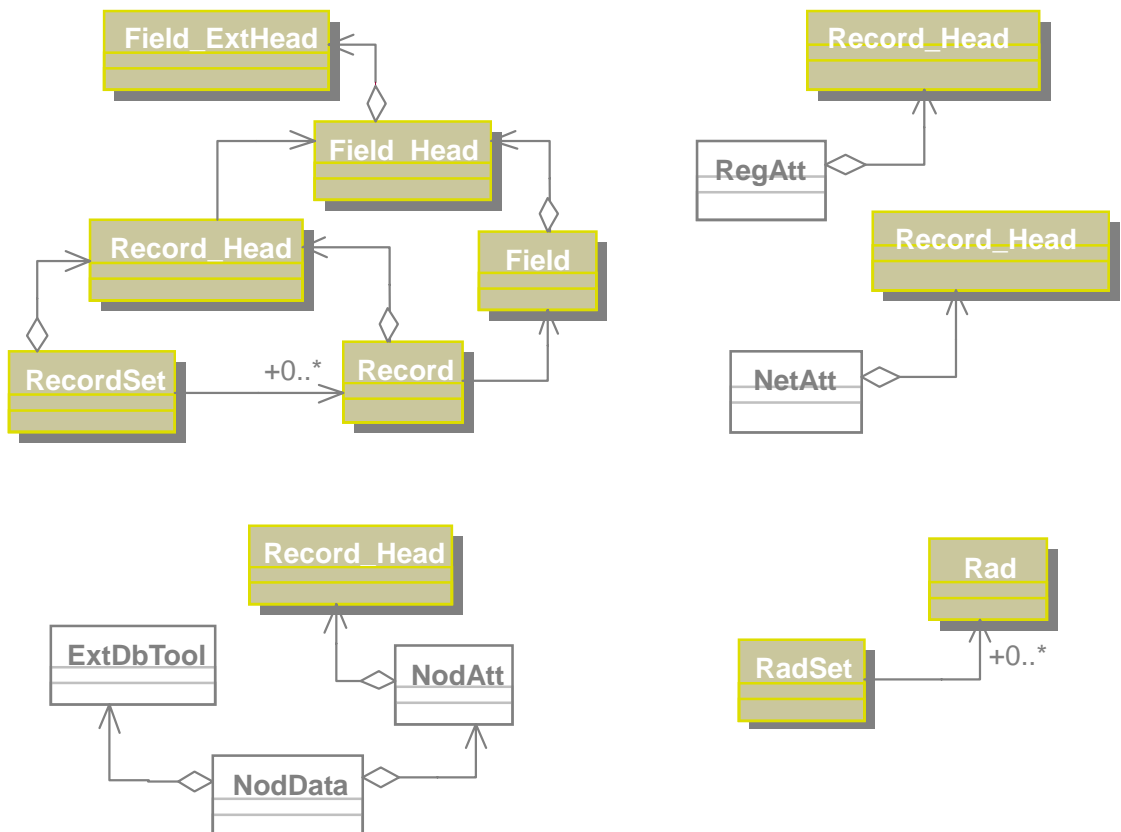 Field_ExtHead
Record_Head
Field_Head
RegAtt
Record_Head
Field
Record_Head
RecordSet
+0..*
Record
NetAtt
Record_Head
Rad
ExtDbTool
NodAtt
RadSet
+0..*
NodData